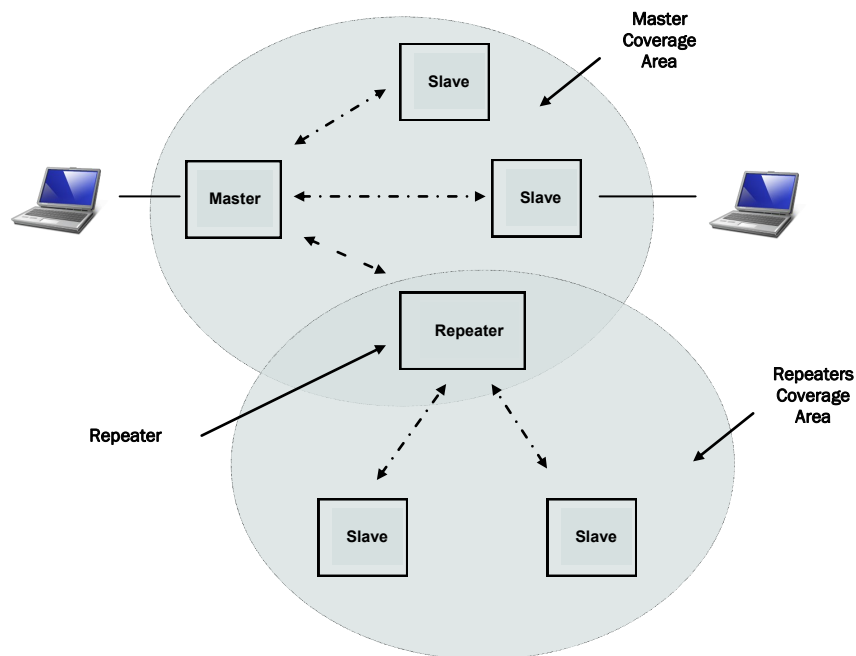 Master
Coverage
Area
Slave
Master
Slave
Repeater
Repeaters
Coverage
Area
Repeater
Slave
Slave